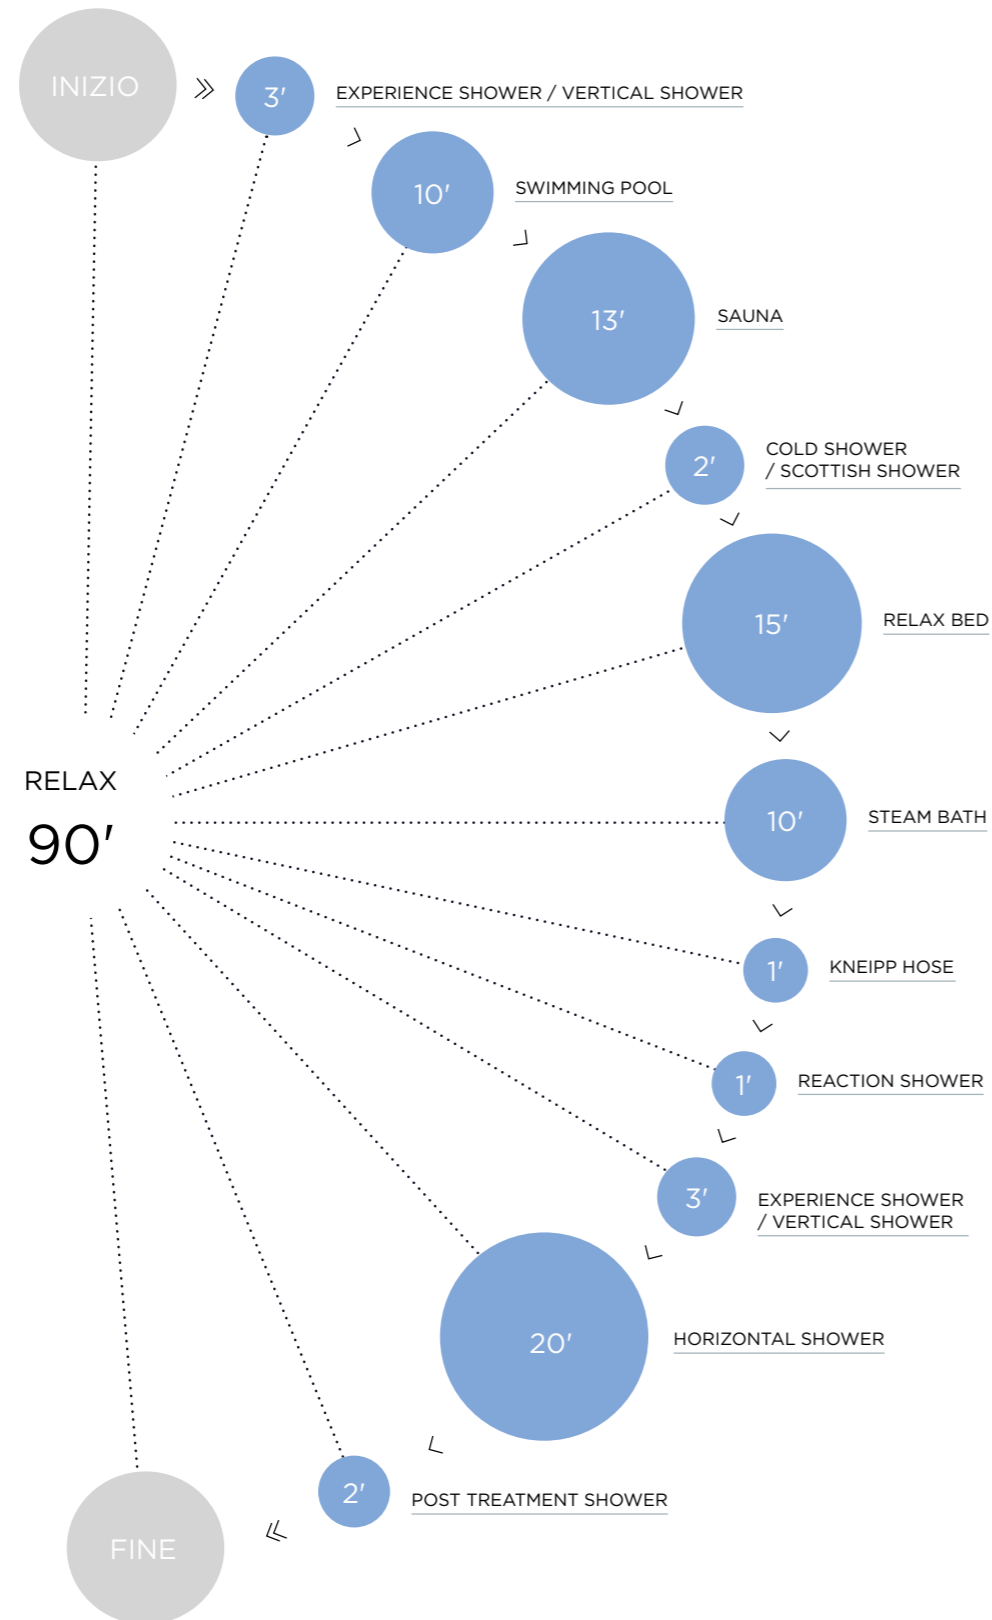 INIZIO
3'
EXPERIENCE SHOWER / VERTICAL SHOWER
10'
SWIMMING POOL
13'
SAUNA
2'
COLD SHOWER
/ SCOTTISH SHOWER
15'
RELAX BED
RELAX
90'
10'
STEAM BATH
1'
KNEIPP HOSE
1'
REACTION SHOWER
3'
EXPERIENCE SHOWER
/ VERTICAL SHOWER
20'
HORIZONTAL SHOWER
2'
POST TREATMENT SHOWER
FINE